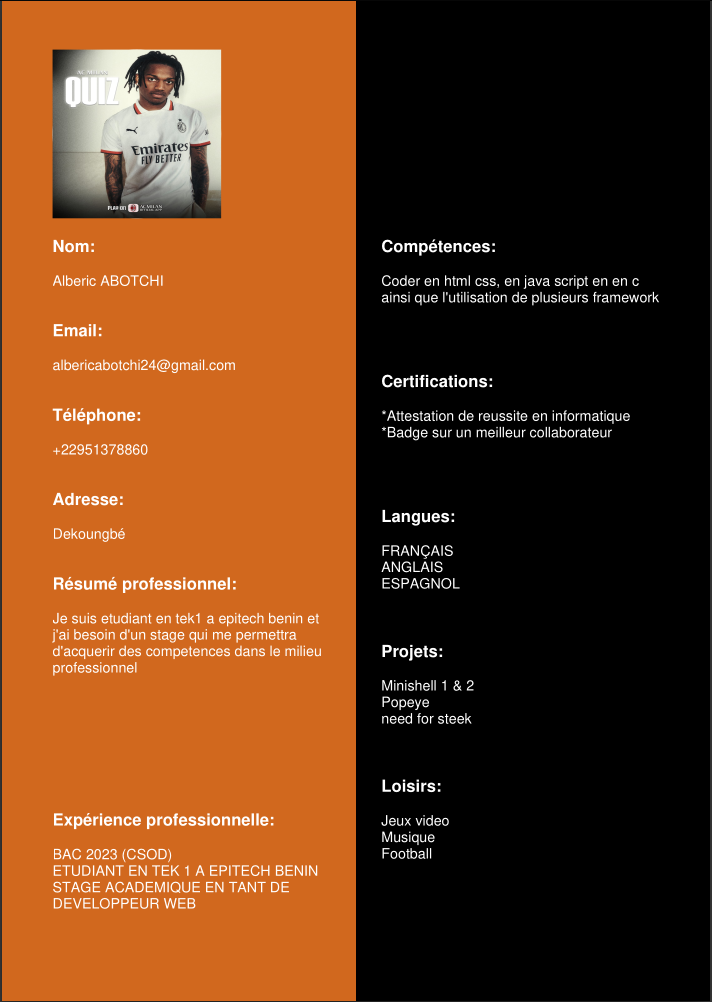 AC MILAN
QUIZ
Emirates
FLY BETTER
PLAY ON
Nom:
Alberic ABOTCHI
Email:
albericabotchi24@gmail.com
Téléphone:
+22951378860
Adresse:
Dekoungbé
Résumé professionnel:
Je suis etudiant en tek1 a epitech benin et
j'ai besoin d'un stage qui me permettra
d'acquerir des competences dans le milieu
professionnel
Expérience professionnelle:
BAC 2023 (CSOD)
ETUDIANT EN TEK 1 A EPITECH BENIN
STAGE ACADEMIQUE EN TANT DE
DEVELOPPEUR WEB
Compétences:
Coder en html css, en java script en en c
ainsi que l'utilisation de plusieurs framework
Certifications:
*Attestation de reussite en informatique
*Badge sur un meilleur collaborateur
Langues:
FRANÇAIS
ANGLAIS
ESPAGNOL
Projets:
Minishell 1 & 2
Popeye
need for steek
Loisirs:
Jeux video
Musique
Football